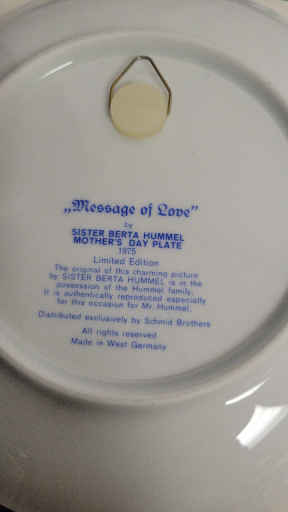 „Message of Love”
by
SISTER BERTA HUMMEL
MOTHER'S DAY PLATE
1975
Limited Edition
The original of this charming picture
by SISTER BERTA HUMMEL is in the
possession of the Hummel family.
It is authentically reproduced especially
for this occasion for Mr. Hummel.
Distributed exclusively by Schmid Brothers
All rights reserved
Made in West Germany